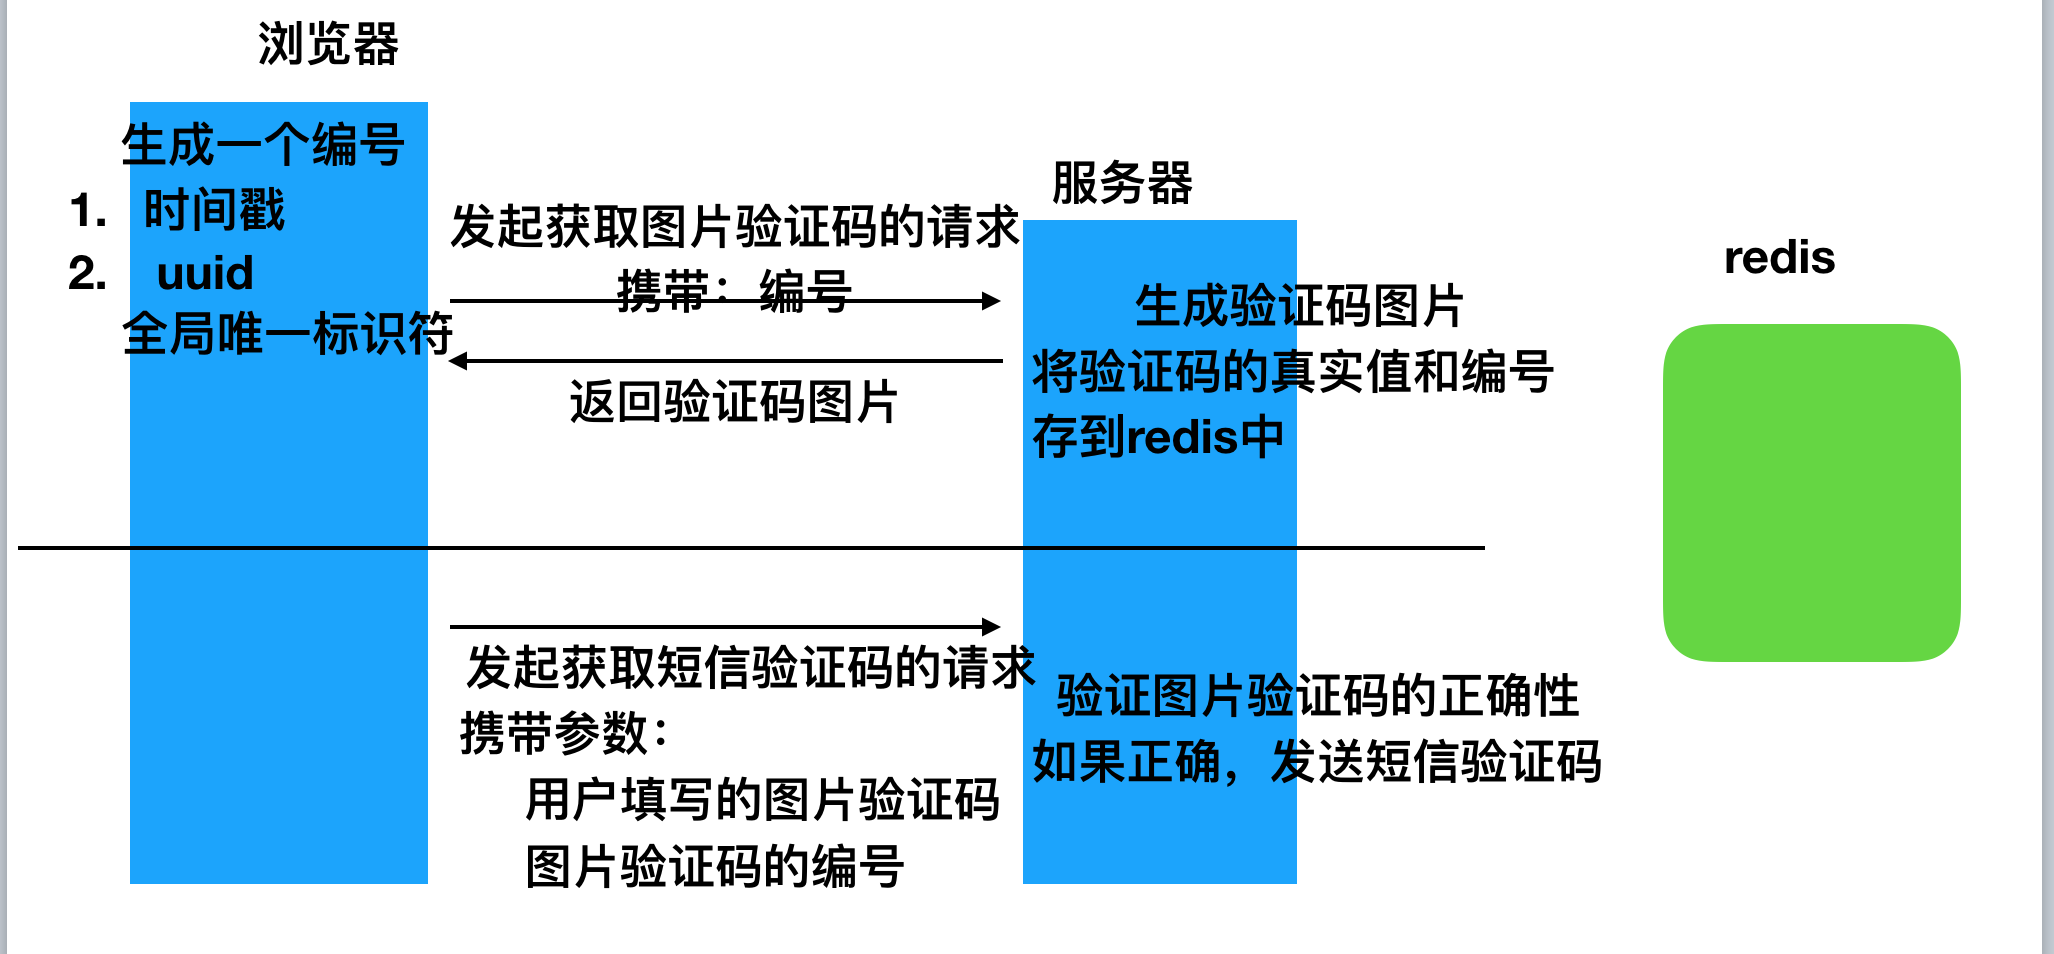 浏览器
生成一个编号
1. 时间戳
2. uuid
全局唯一标识符
发起获取图片验证码的请求
携带：编号
返回验证码图片
服务器
生成验证码图片
将验证码的真实值和编号
存到redis中
redis
发起获取短信验证码的请求
携带参数：
用户填写的图片验证码
图片验证码的编号
验证图片验证码的正确性
如果正确，发送短信验证码